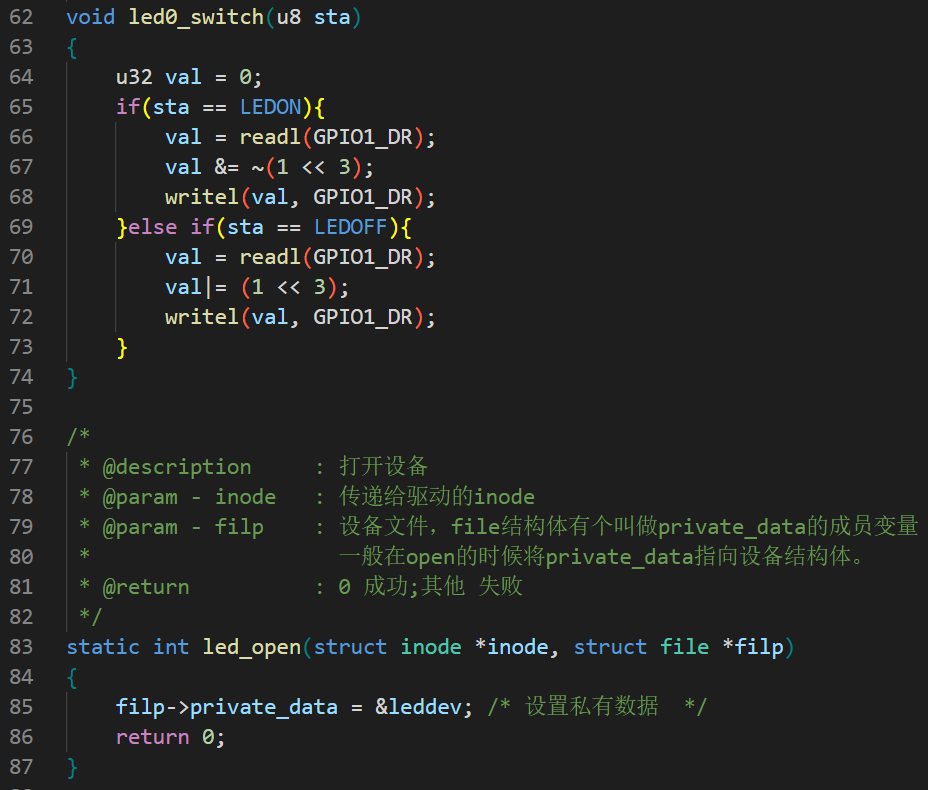 62 void led0_switch(u8 sta)
63 {
64     u32 val = 0;
65     if(sta == LEDON){
66         val = readl(GPIO1_DR);
67         val &= ~(1 << 3);
68         writel(val, GPIO1_DR);
69     }else if(sta == LEDOFF){
70         val = readl(GPIO1_DR);
71         val|= (1 << 3);
72         writel(val, GPIO1_DR);
73     }
74 }
75
76 /*
77  * @description     : 打开设备
78  * @param - inode   : 传递给驱动的inode
79  * @param - filp    : 设备文件，file结构体有个叫做private_data的成员变量
80  *                    一般在open的时候将private_data指向设备结构体。
81  * @return          : 0 成功;其他 失败
82  */
83 static int led_open(struct inode *inode, struct file *filp)
84 {
85     filp->private_data = &leddev; /* 设置私有数据  */
86     return 0;
87 }